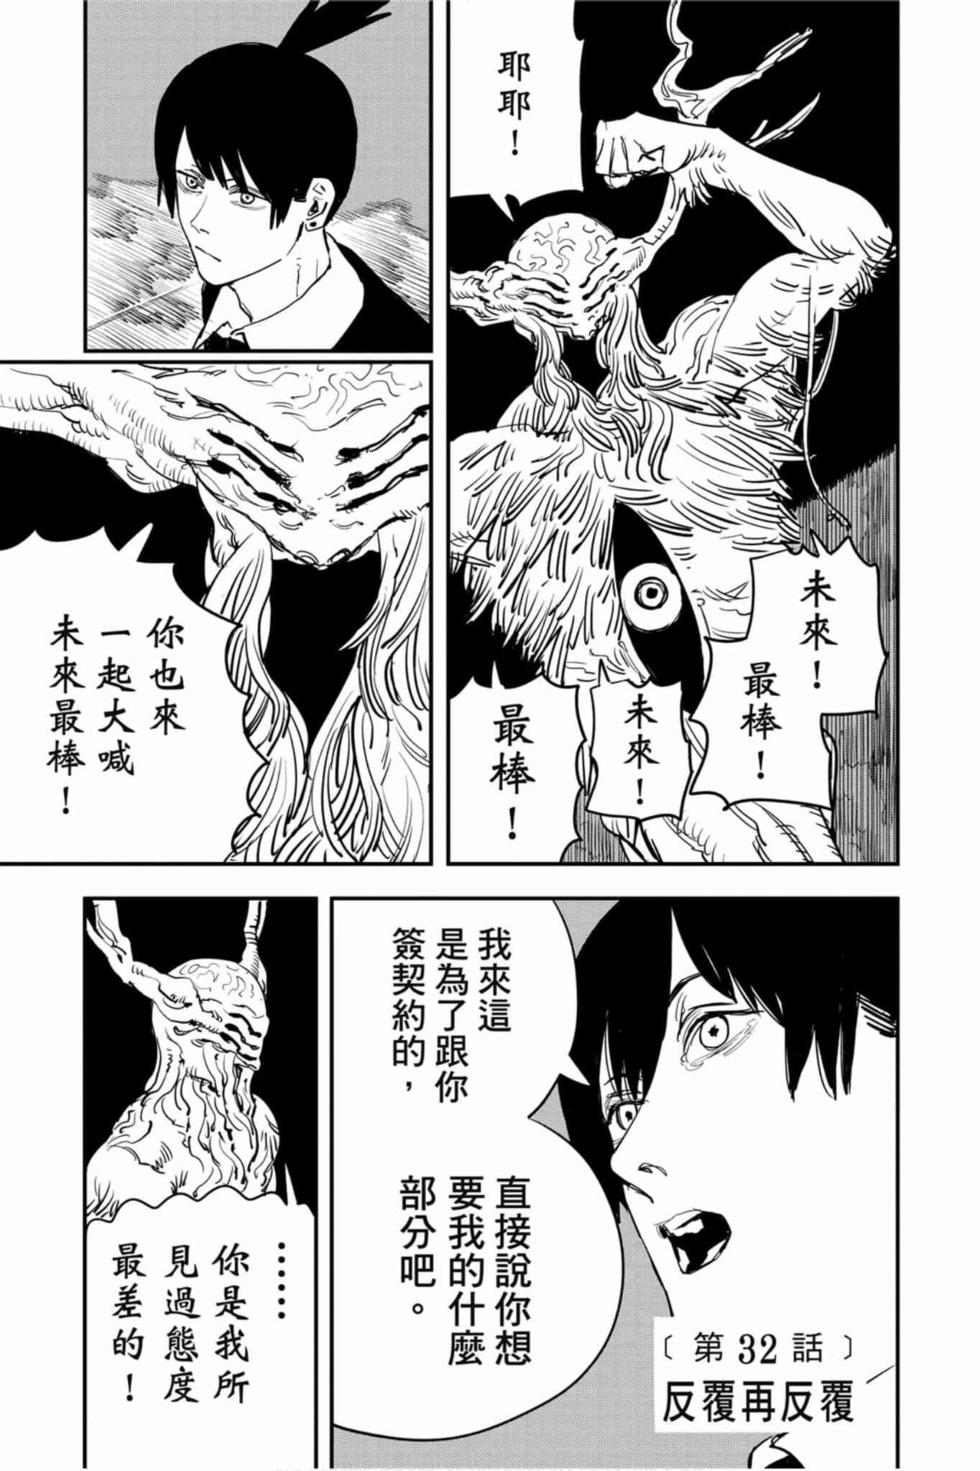 耶耶！
未來！
最棒！
未來！
最棒！
你也來
一起大喊
未來最棒！
我來這
是為了跟你
簽契約的，
直接說你想
要我的什麼
部分吧。
〔第32話〕
反覆再反覆
……
你是我所
見過態度
最差的！